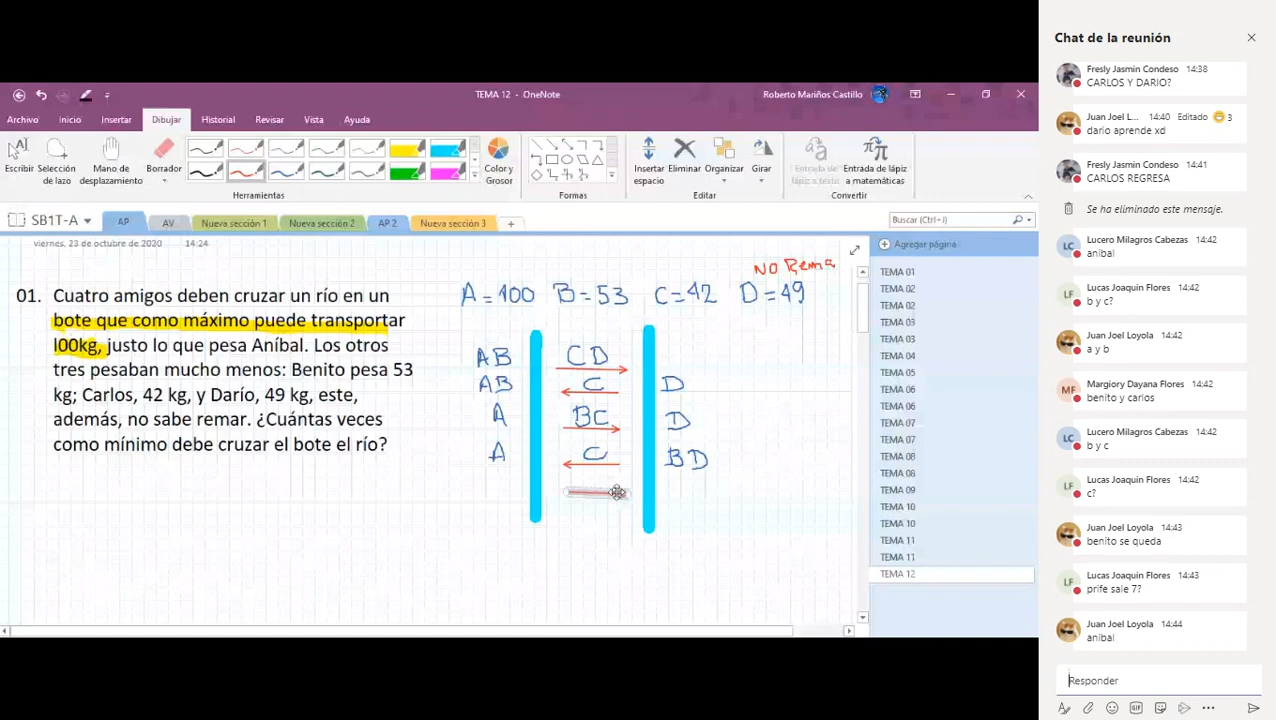 TEMA 12 - OneNote
Roberto Mariños Castillo
Archivo Inicio Insertar Dibujar Historial Revisar Vista Ayuda
Escribir
Selección de lazo
Mano de desplazamiento
Borrador
Color y Grosor
Insertar espacio
Eliminar
Organizar
Girar
Entrada de lápiz a texto
Entrada de lápiz a matemáticas
Herramientas
Formas
Editar
Convertir
SB1T-A AP AV Nueva sección 1 Nueva sección 2 AP 2 Nueva sección 3 +
Buscar (Ctrl+I)
viernes, 23 de octubre de 2020 14:24
01. Cuatro amigos deben cruzar un río en un
bote que como máximo puede transportar
l00kg, justo lo que pesa Aníbal. Los otros
tres pesaban mucho menos: Benito pesa 53
kg; Carlos, 42 kg, y Darío, 49 kg, este,
además, no sabe remar. ¿Cuántas veces
como mínimo debe cruzar el bote el río?
NO Rema
A=100 B=53 C=42 D=49
AB CD
AB C D
A BC D
A C BD
Agregar página
TEMA 01
TEMA 02
TEMA 02
TEMA 03
TEMA 04
TEMA 05
TEMA 06
TEMA 06
TEMA 07
TEMA 07
TEMA 08
TEMA 08
TEMA 09
TEMA 10
TEMA 10
TEMA 11
TEMA 11
TEMA 12
Chat de la reunión
Fresly Jasmin Condeso 14:38
CARLOS Y DARIO?
Juan Joel L... 14:40 Editado 3
dario aprende xd
Fresly Jasmin Condeso 14:41
CARLOS REGRESA
Se ha eliminado este mensaje.
LC Lucero Milagros Cabezas 14:42
anibal
LF Lucas Joaquin Flores 14:42
b y c?
Juan Joel Loyola 14:42
a y b
MF Margiory Dayana Flores 14:42
benito y carlos
LC Lucero Milagros Cabezas 14:42
b y c
LF Lucas Joaquin Flores 14:42
c?
Juan Joel Loyola 14:43
benito se queda
LF Lucas Joaquin Flores 14:43
prife sale 7?
Juan Joel Loyola 14:44
anibal
Responder
GIF